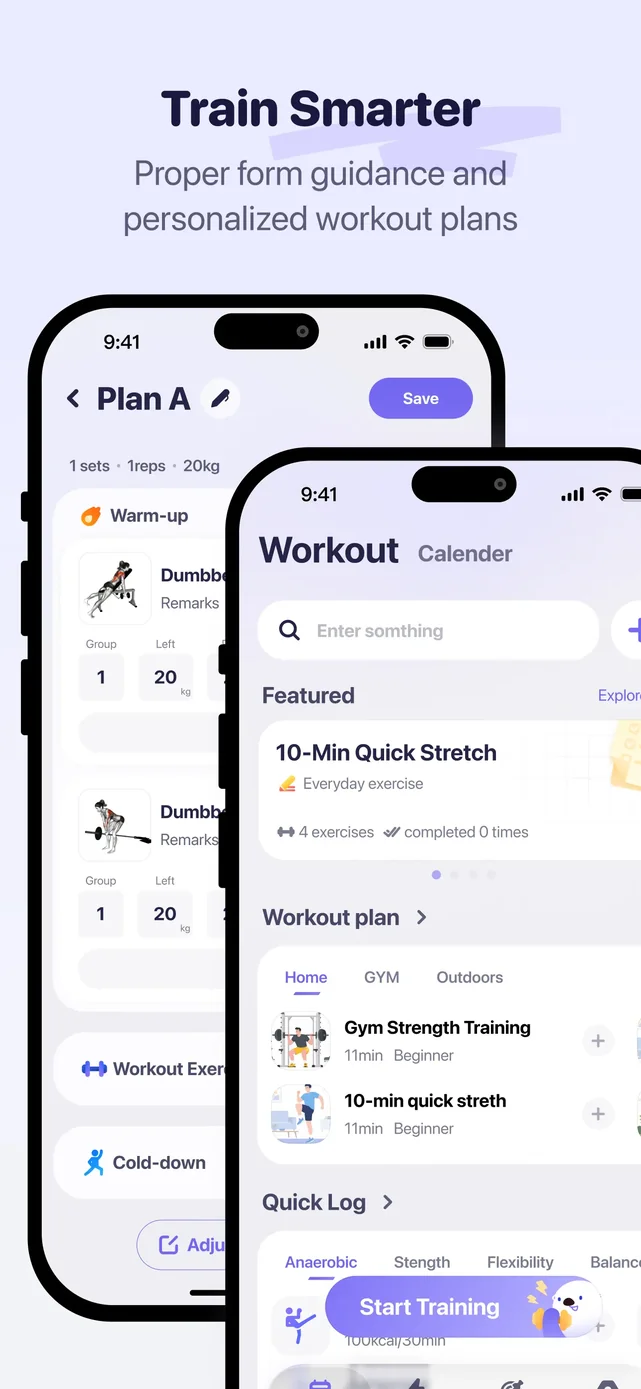 Train Smarter
Proper form guidance and
personalized workout plans
9:41
Plan A
Save
1 sets • 1reps • 20kg
Warm-up
Remarks
Group Left
1 20 kg
Remarks
Group Left
1 20 kg
Cold-down
9:41
Workout Calender
Enter somthing
Featured
10-Min Quick Stretch
Everyday exercise
4 exercises completed 0 times
Workout plan
Home GYM Outdoors
Gym Strength Training
11min Beginner
10-min quick streth
11min Beginner
Quick Log
Anaerobic Stength Flexibility
Start Training
100kcal/30min